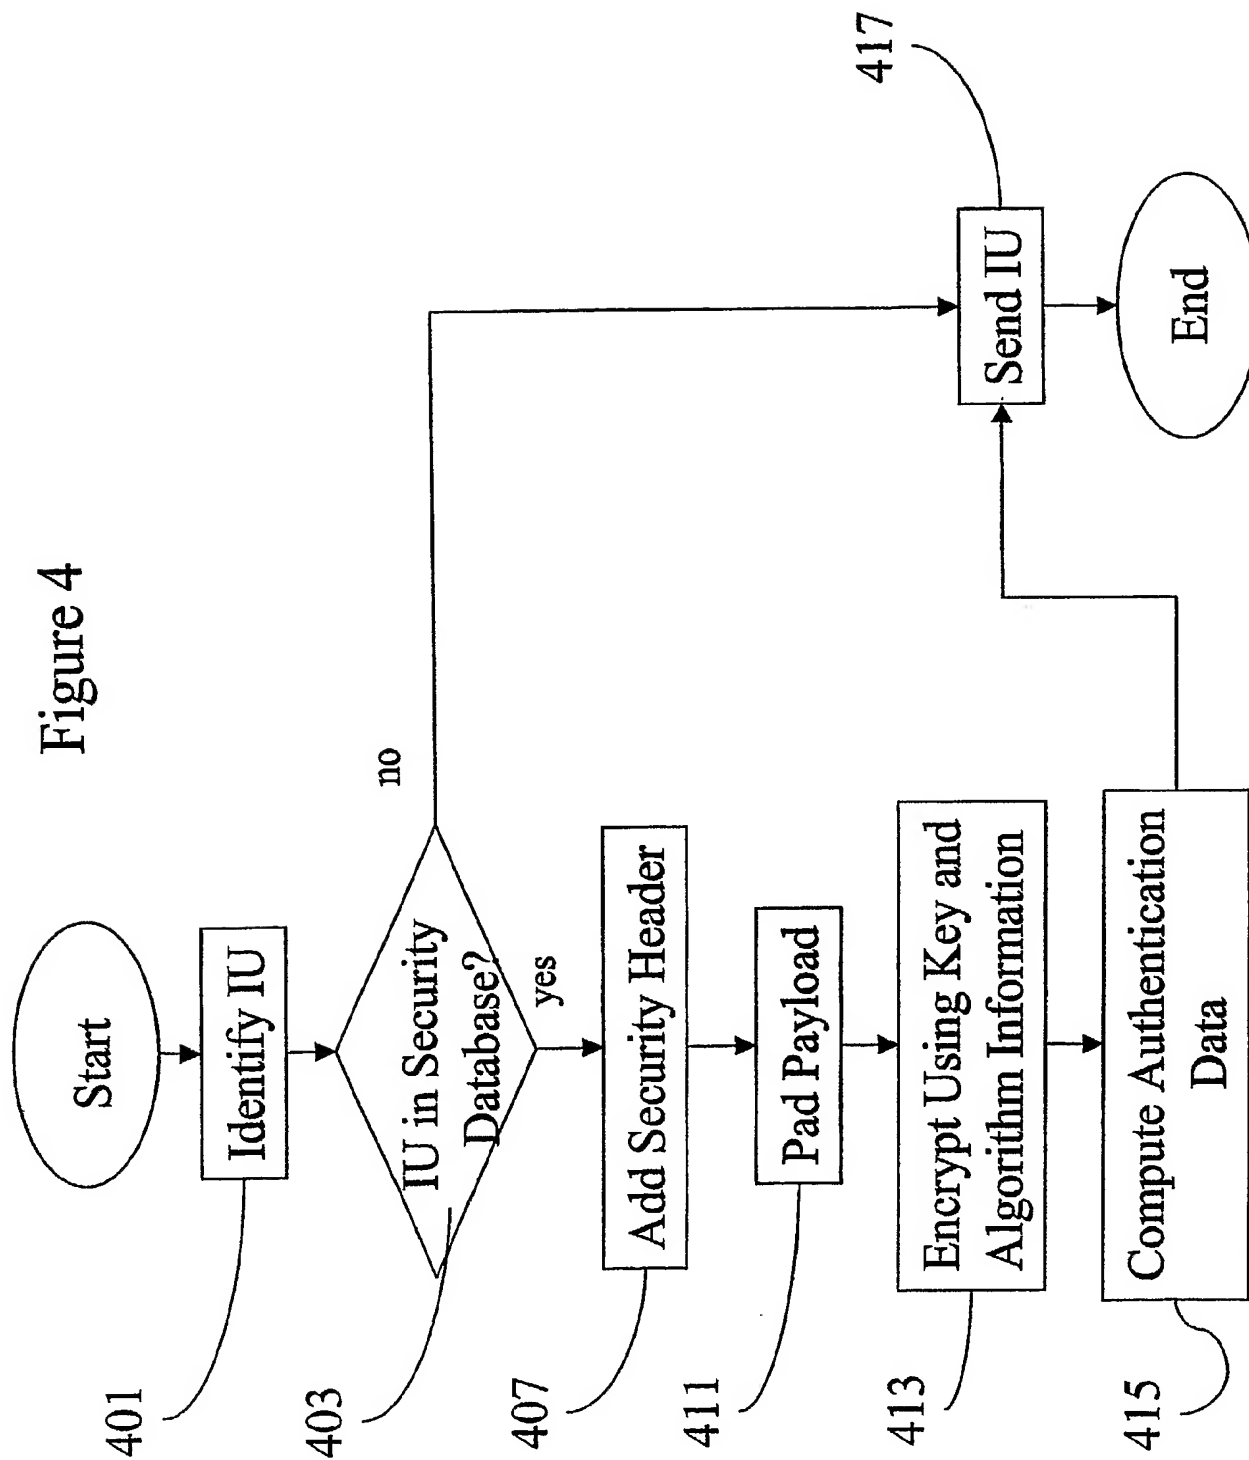 Figure 4
Start
401
Identify IU
403
IU in Security
Database?
no
yes
407
Add Security Header
411
Pad Payload
413
Encrypt Using Key and
Algorithm Information
415
Compute Authentication
Data
417
Send IU
End